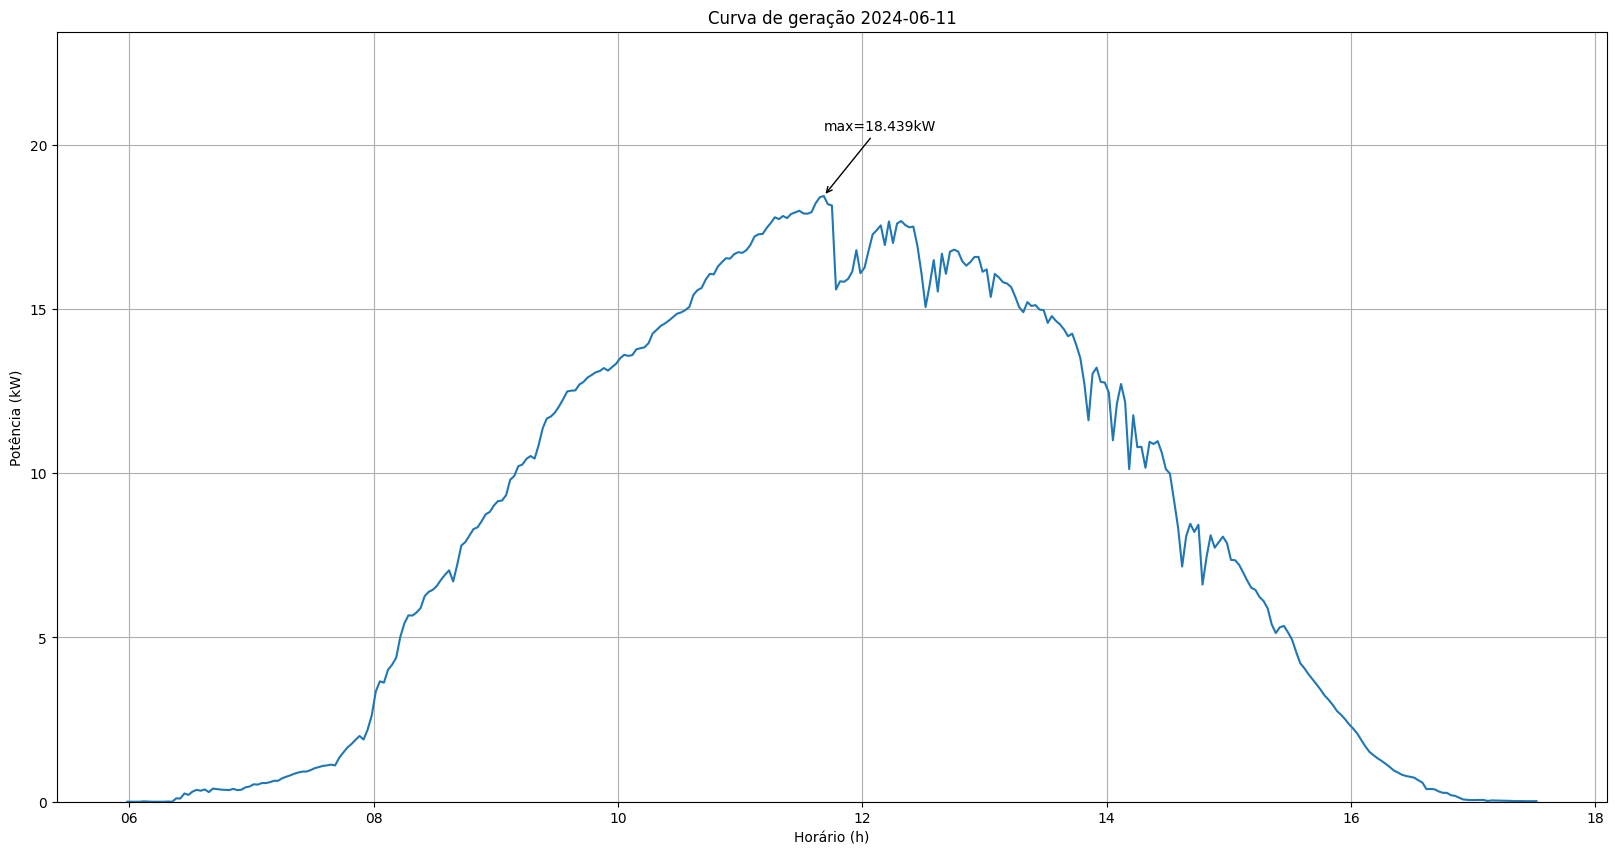 Curva de geração 2024-06-11
max=18.439kW
Potência (kW)
20
15
10
5
0
06 08 10 12 14 16 18
Horário (h)